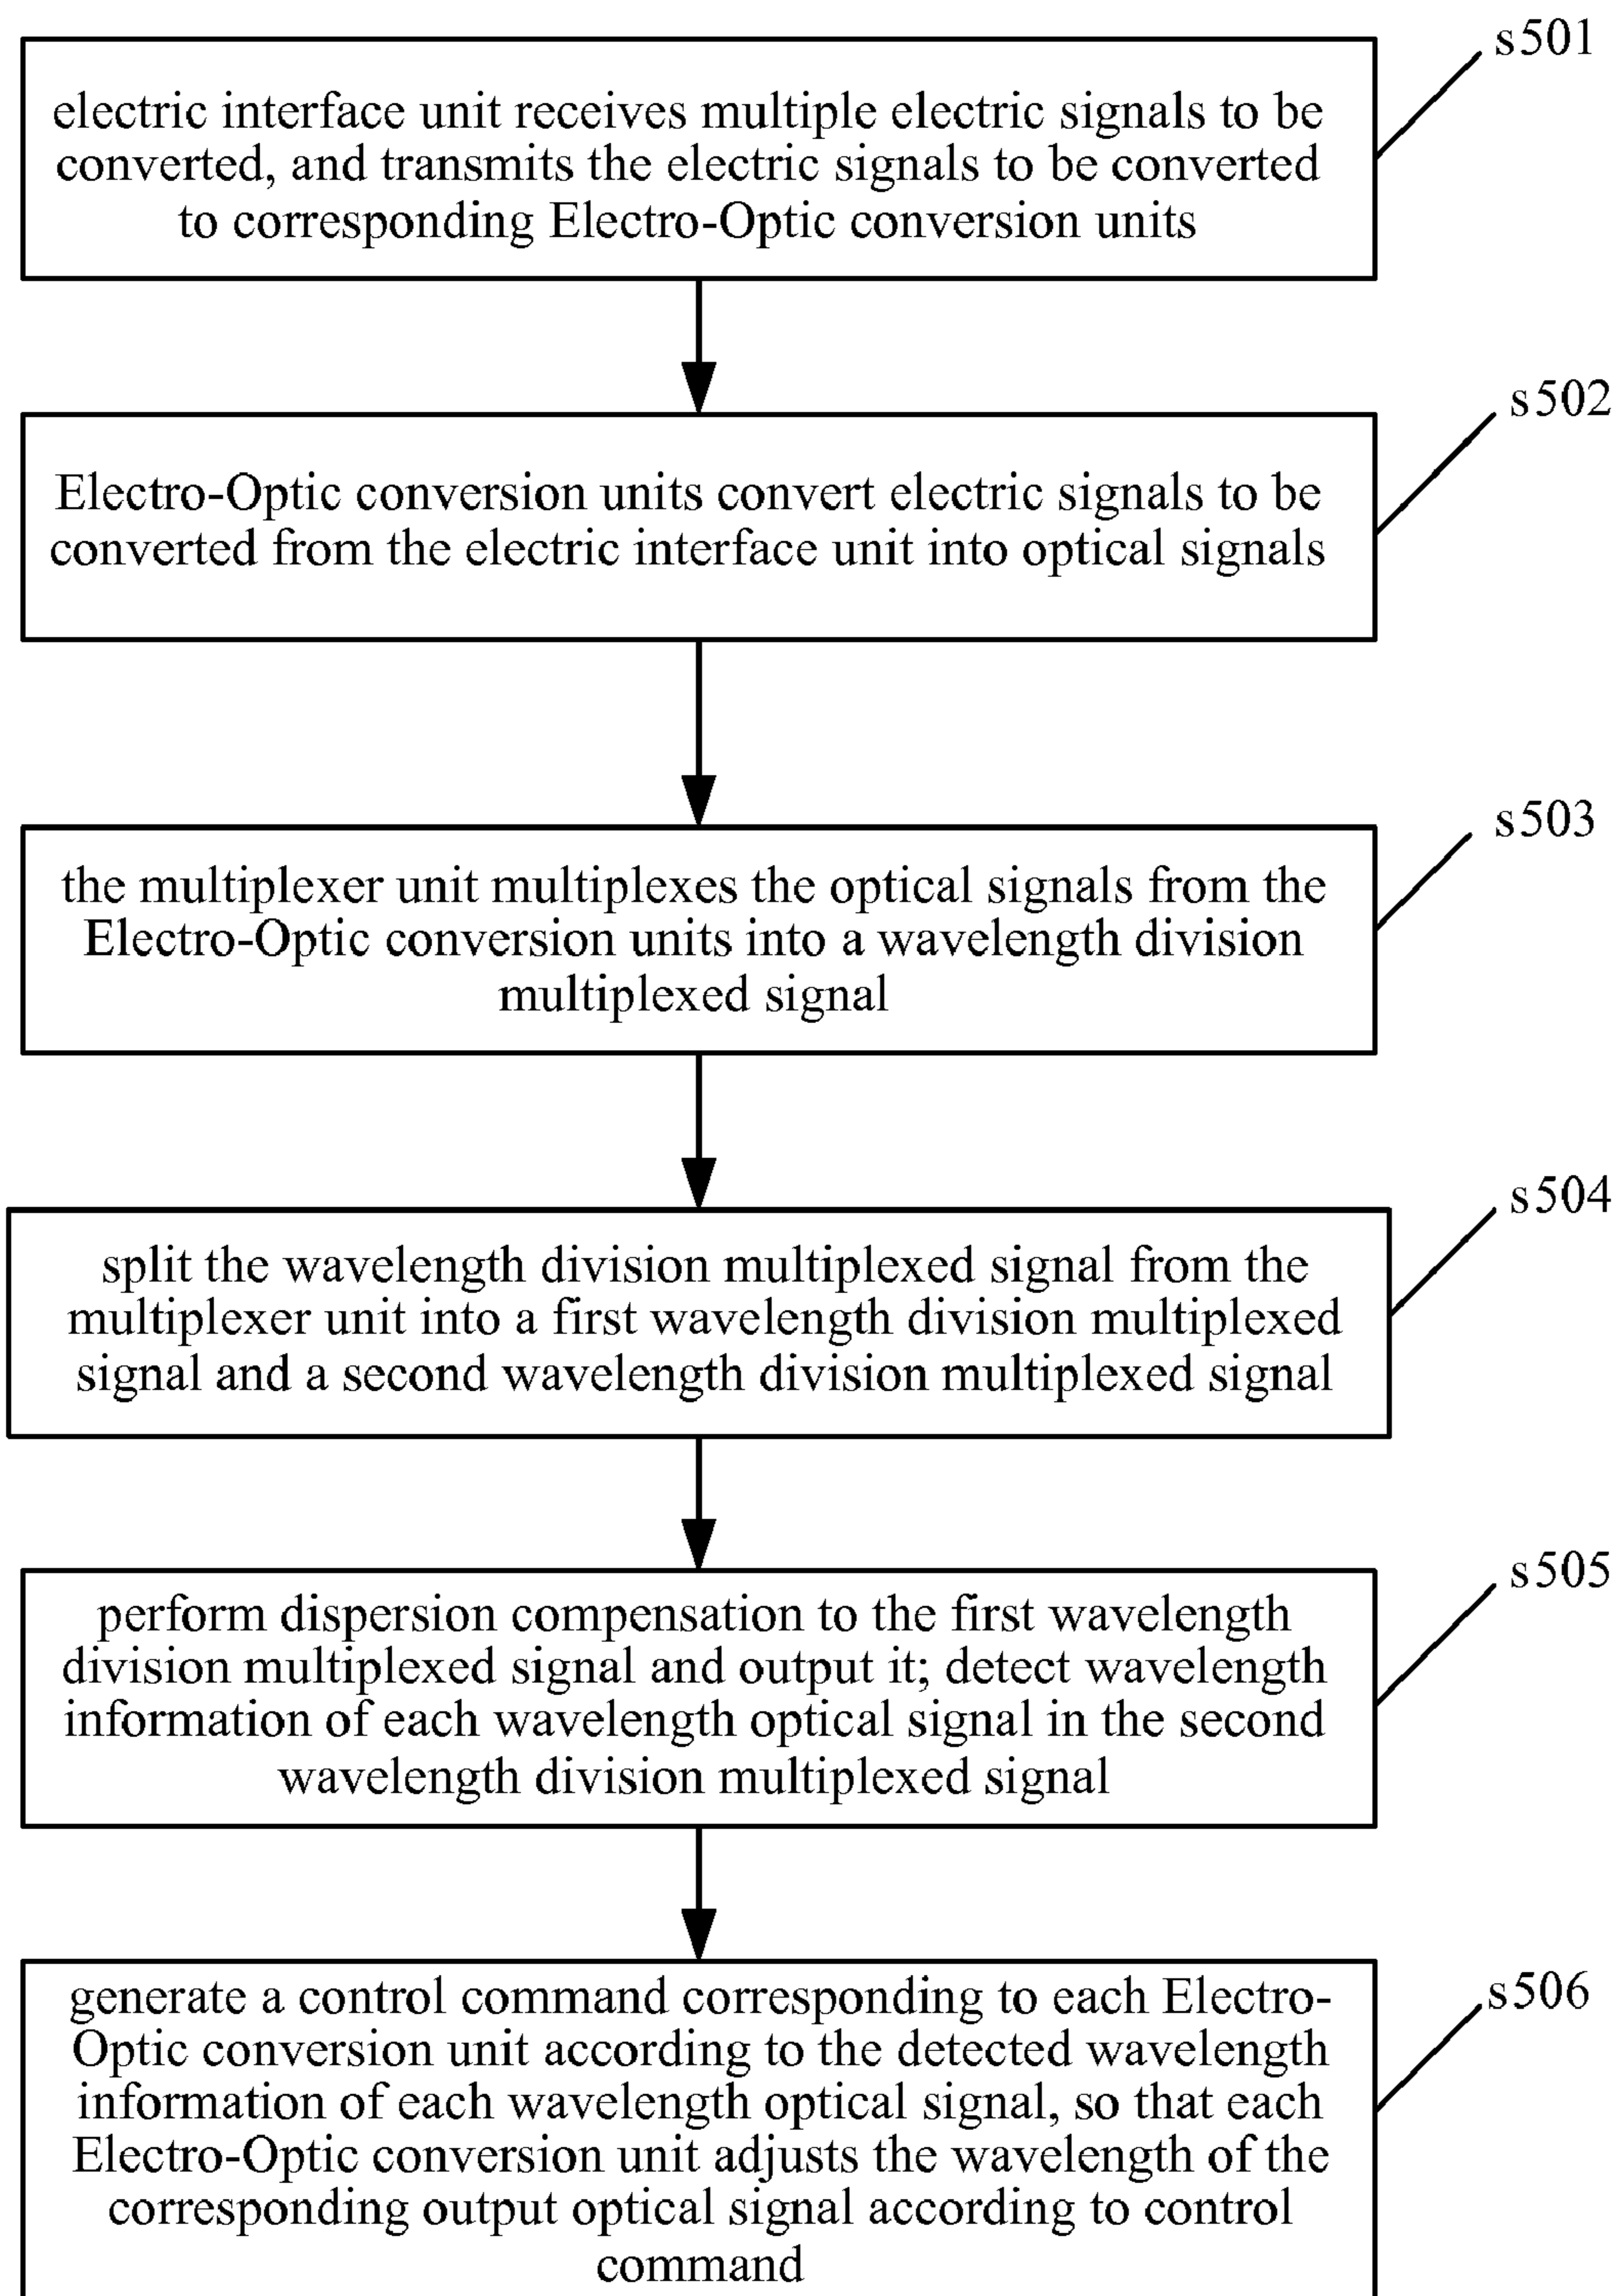 s501
electric interface unit receives multiple electric signals to be
converted, and transmits the electric signals to be converted
to corresponding Electro-Optic conversion units
s502
Electro-Optic conversion units convert electric signals to be
converted from the electric interface unit into optical signals
s503
the multiplexer unit multiplexes the optical signals from the
Electro-Optic conversion units into a wavelength division
multiplexed signal
s504
split the wavelength division multiplexed signal from the
multiplexer unit into a first wavelength division multiplexed
signal and a second wavelength division multiplexed signal
s505
perform dispersion compensation to the first wavelength
division multiplexed signal and output it; detect wavelength
information of each wavelength optical signal in the second
wavelength division multiplexed signal
s506
generate a control command corresponding to each Electro-
Optic conversion unit according to the detected wavelength
information of each wavelength optical signal, so that each
Electro-Optic conversion unit adjusts the wavelength of the
corresponding output optical signal according to control
command